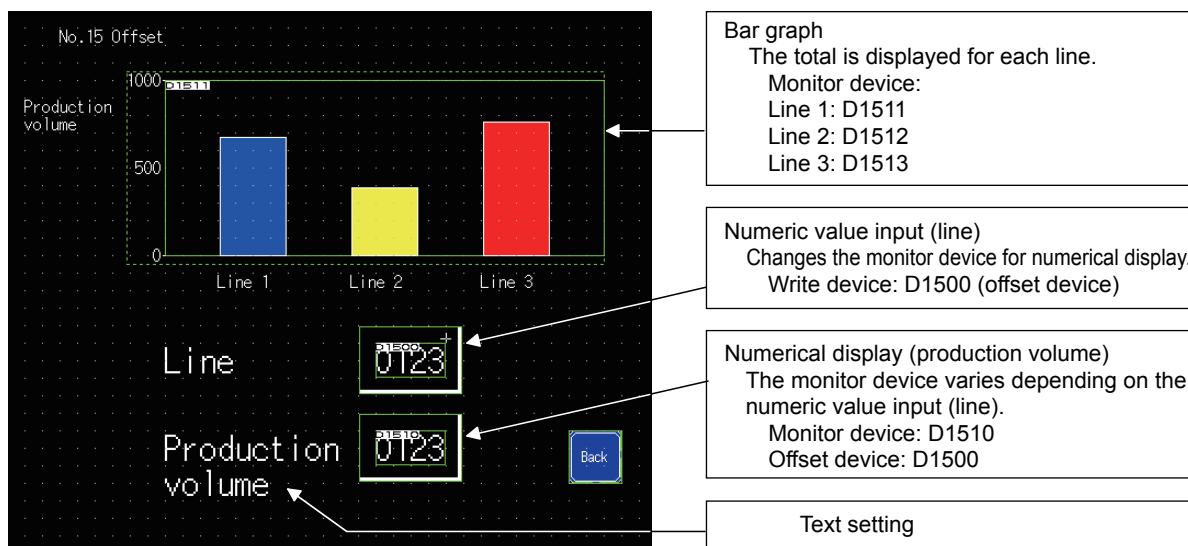 No.15 Offset
1000
D1511
Production
volume
500
0
Line 1 Line 2 Line 3
Line
D1500
0123
Production
volume
D1510
0123
Back
Bar graph
The total is displayed for each line.
Monitor device:
Line 1: D1511
Line 2: D1512
Line 3: D1513
Numeric value input (line)
Changes the monitor device for numerical display.
Write device: D1500 (offset device)
Numerical display (production volume)
The monitor device varies depending on the
numeric value input (line).
Monitor device: D1510
Offset device: D1500
Text setting